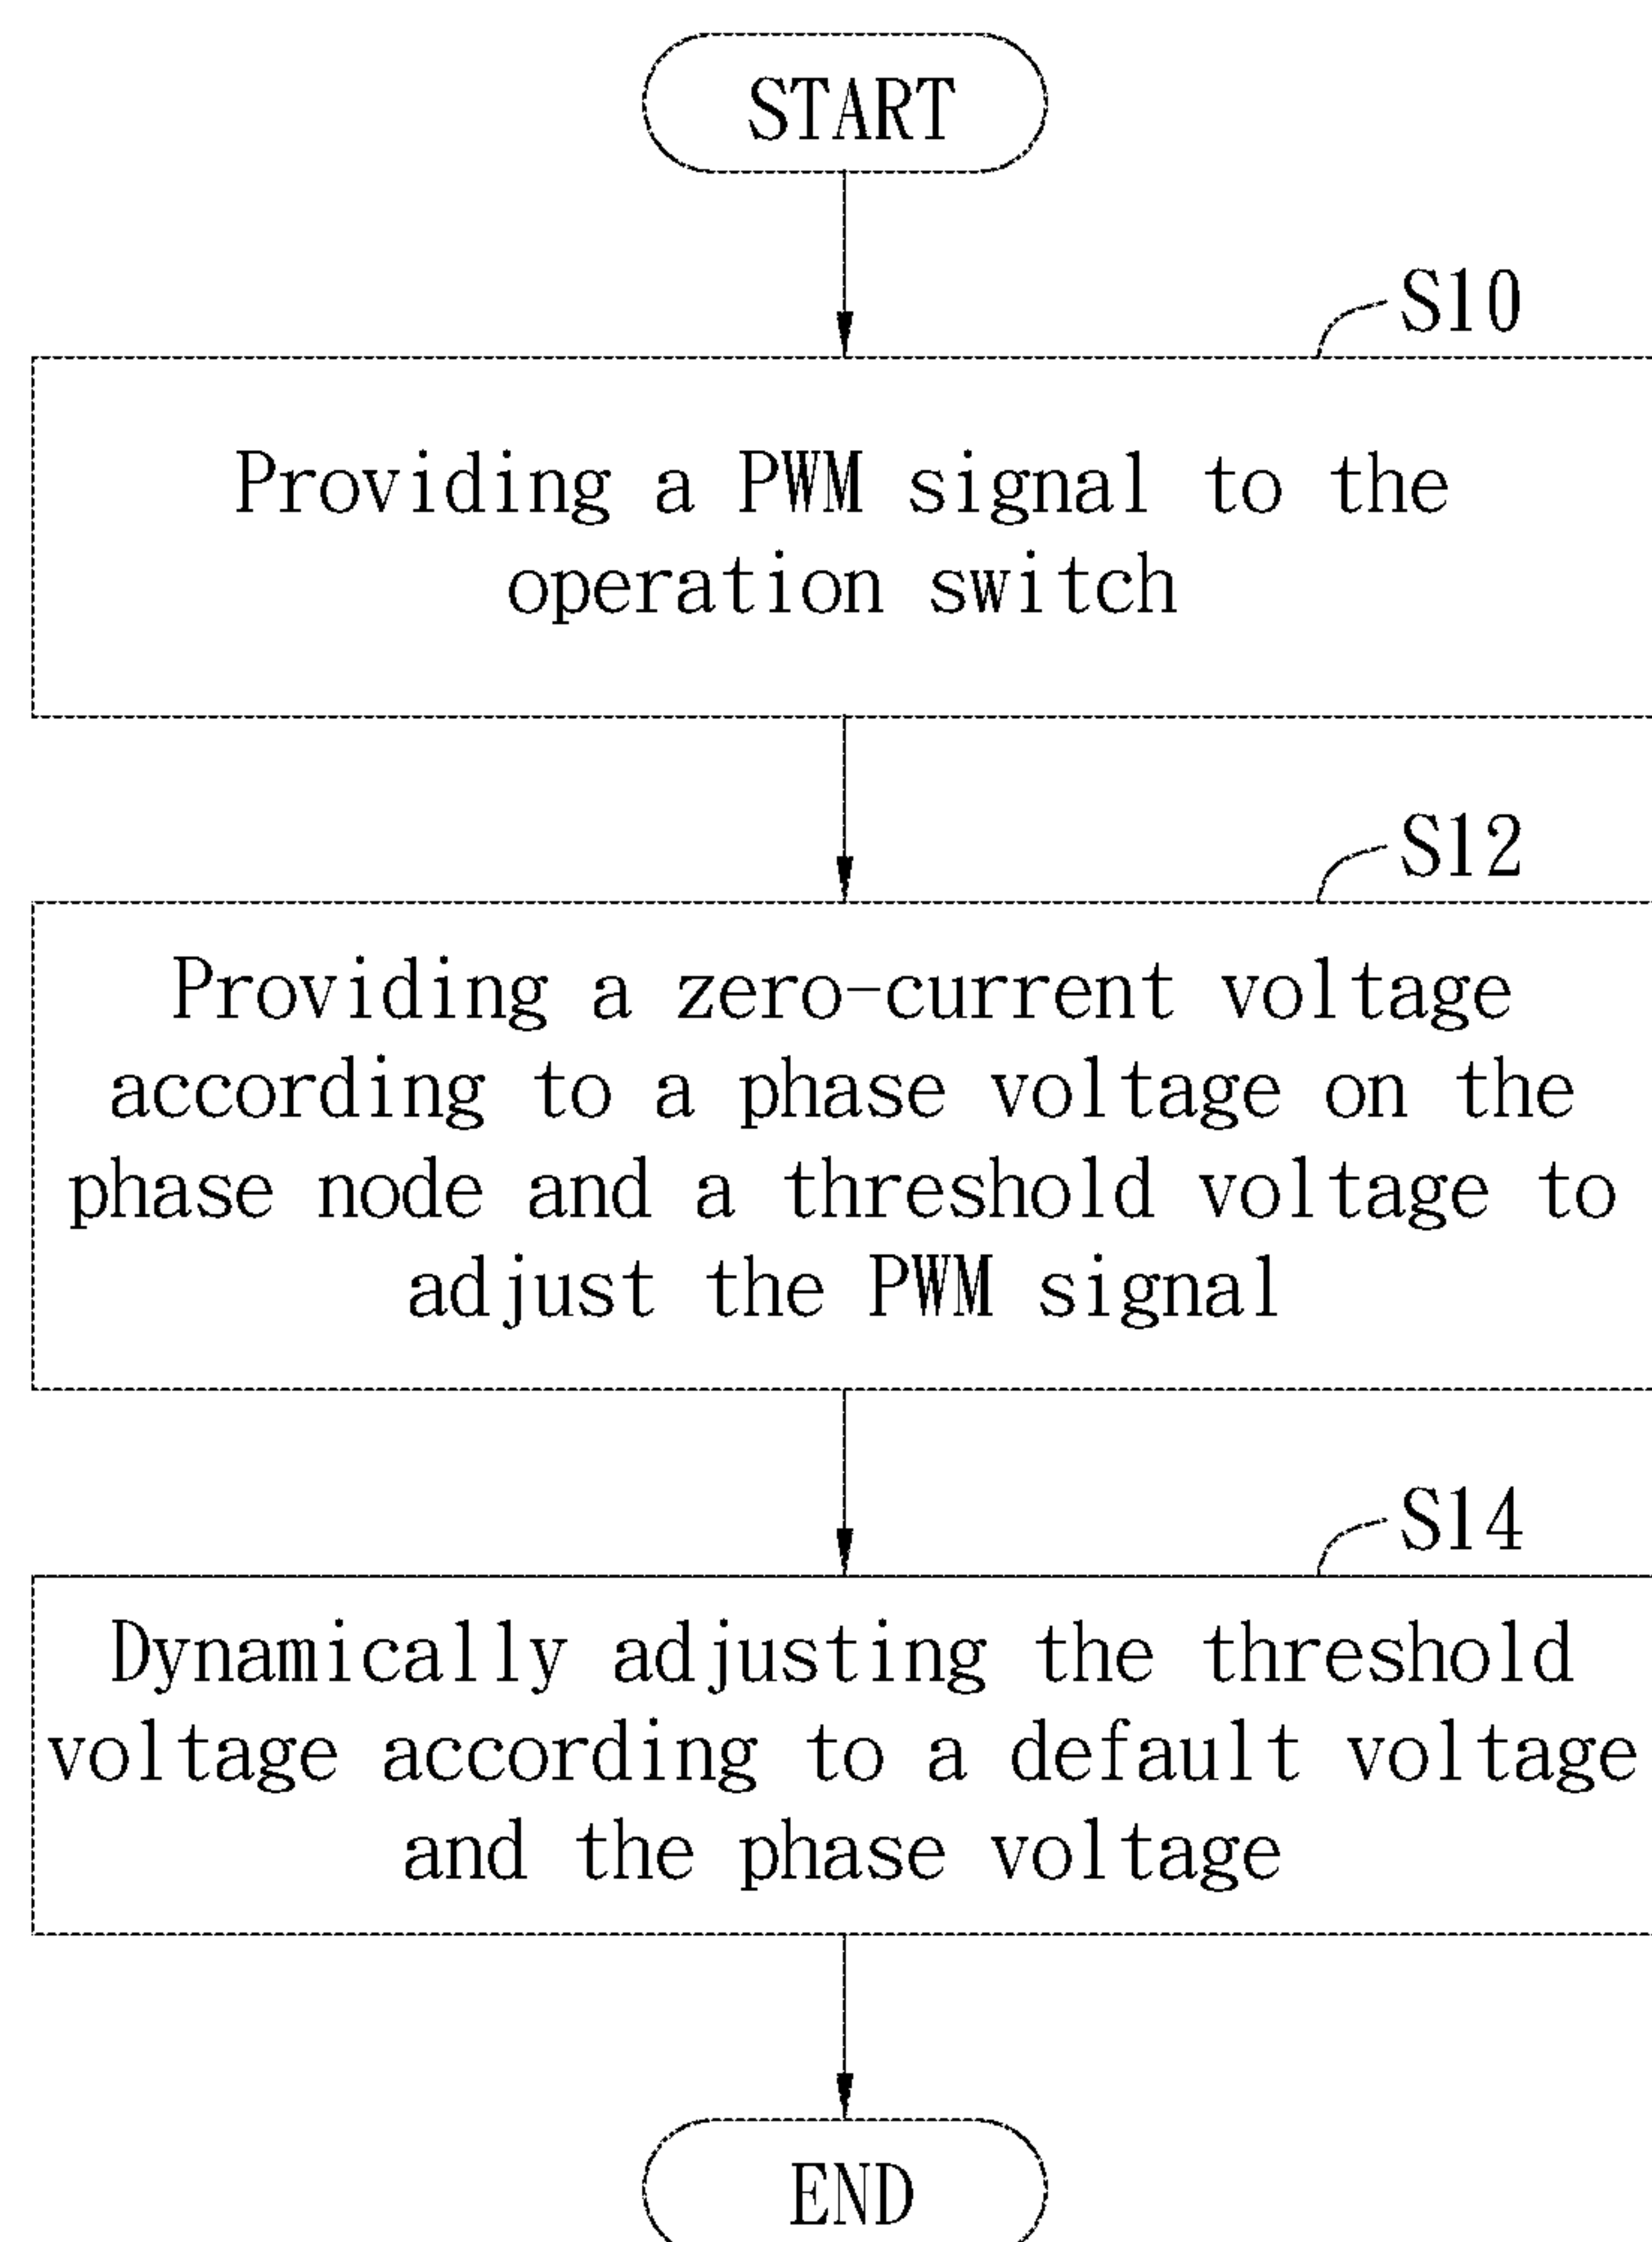 START
S10
Providing a PWM signal to the
operation switch
S12
Providing a zero-current voltage
according to a phase voltage on the
phase node and a threshold voltage to
adjust the PWM signal
S14
Dynamically adjusting the threshold
voltage according to a default voltage
and the phase voltage
END